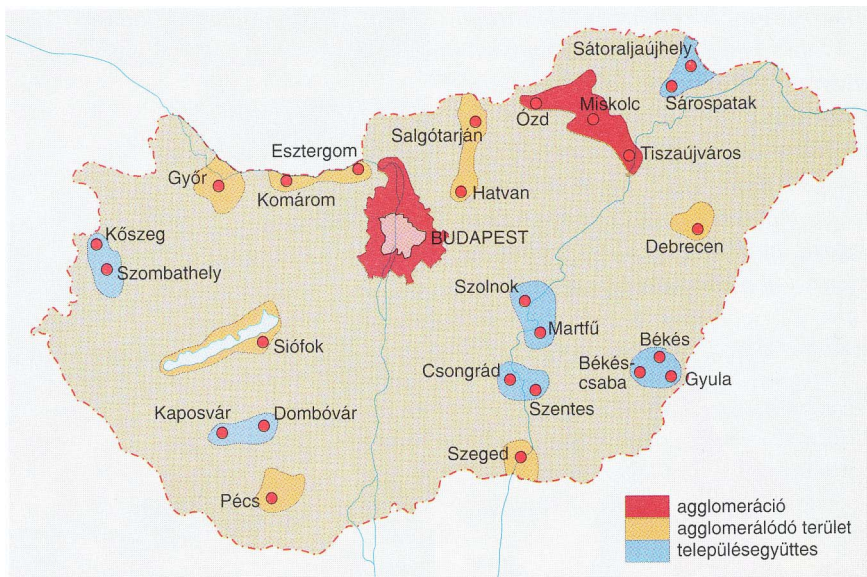 Sátoraljaújhely
Sárospatak
Miskolc
Ózd
Tiszaújváros
Salgótarján
Hatvan
Esztergom
Komárom
Győr
BUDAPEST
Debrecen
Kőszeg
Szombathely
Szolnok
Martfű
Siófok
Békés
Békés-
csaba
Gyula
Csongrád
Szentes
Kaposvár
Dombóvár
Szeged
Pécs
agglomeráció
agglomerálódó terület
településegyüttes